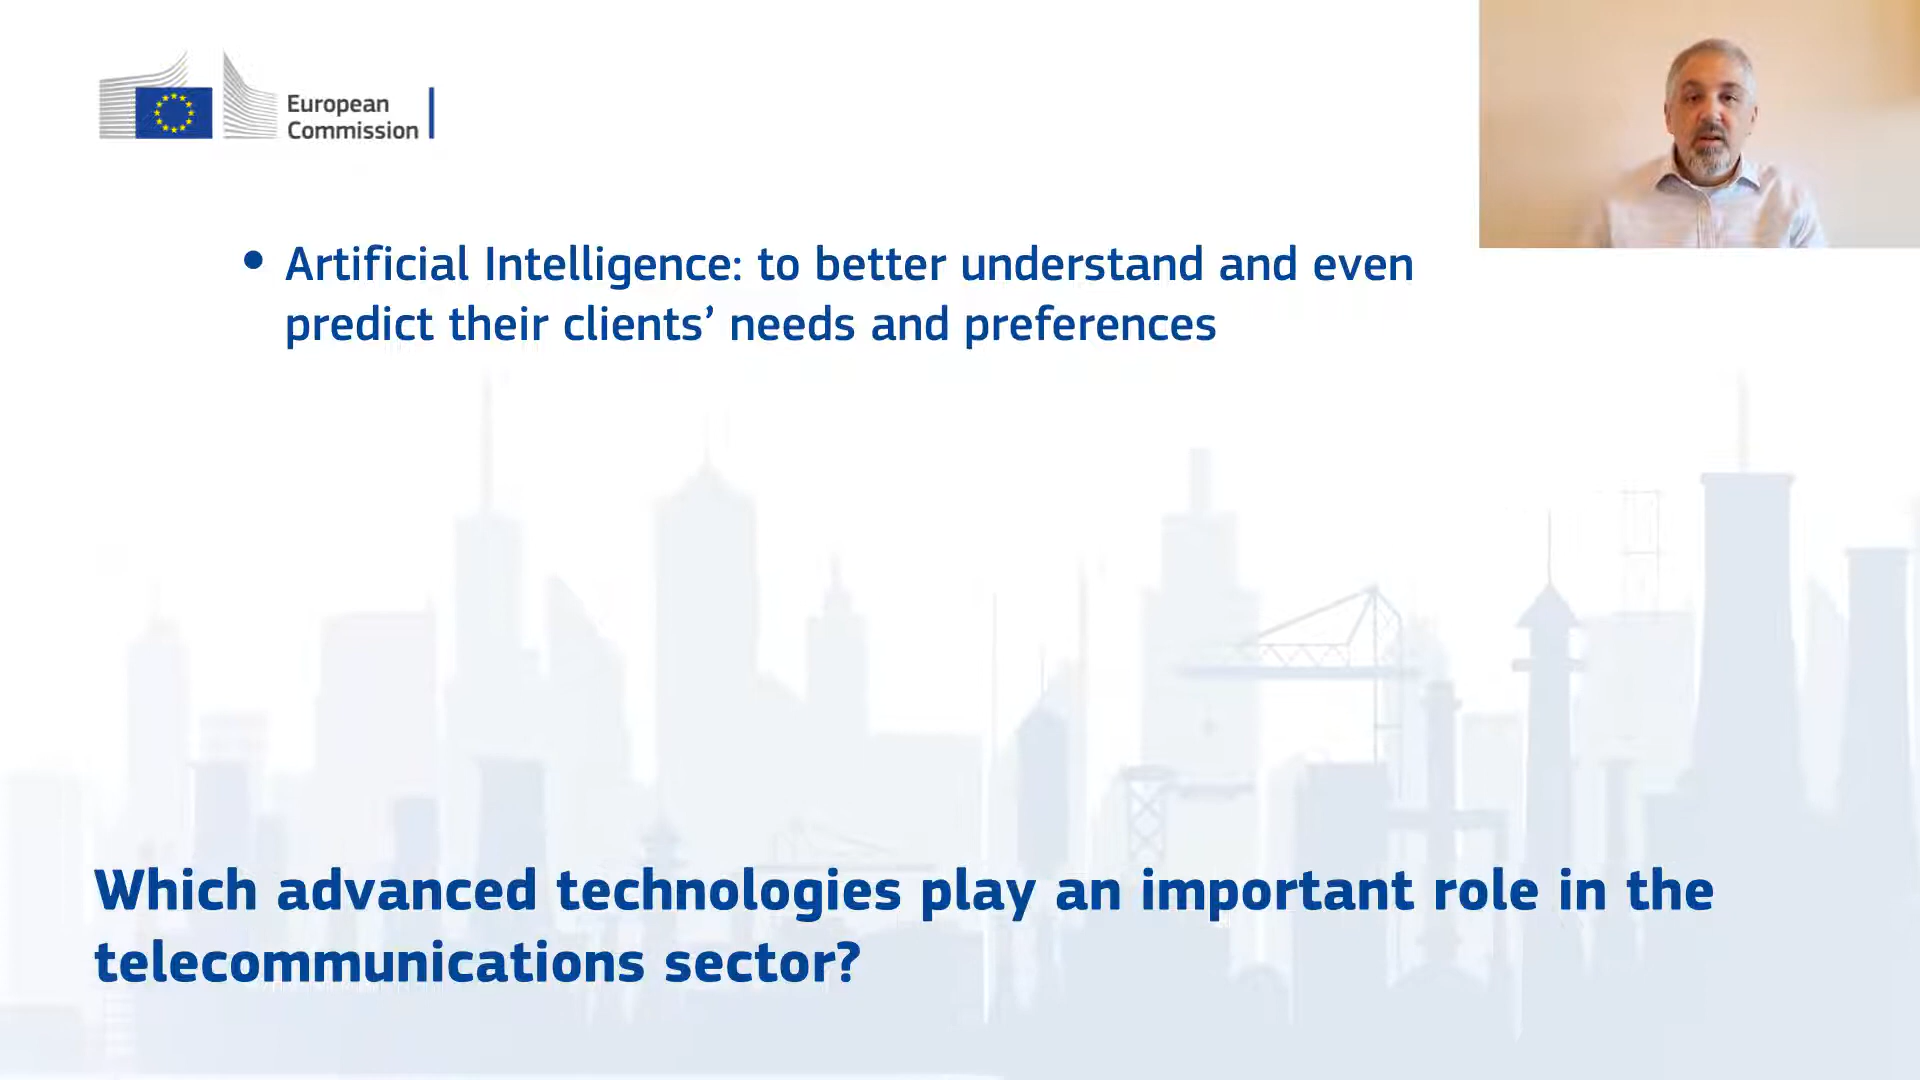 European
Commission
• Artificial Intelligence: to better understand and even
predict their clients’ needs and preferences
Which advanced technologies play an important role in the
telecommunications sector?